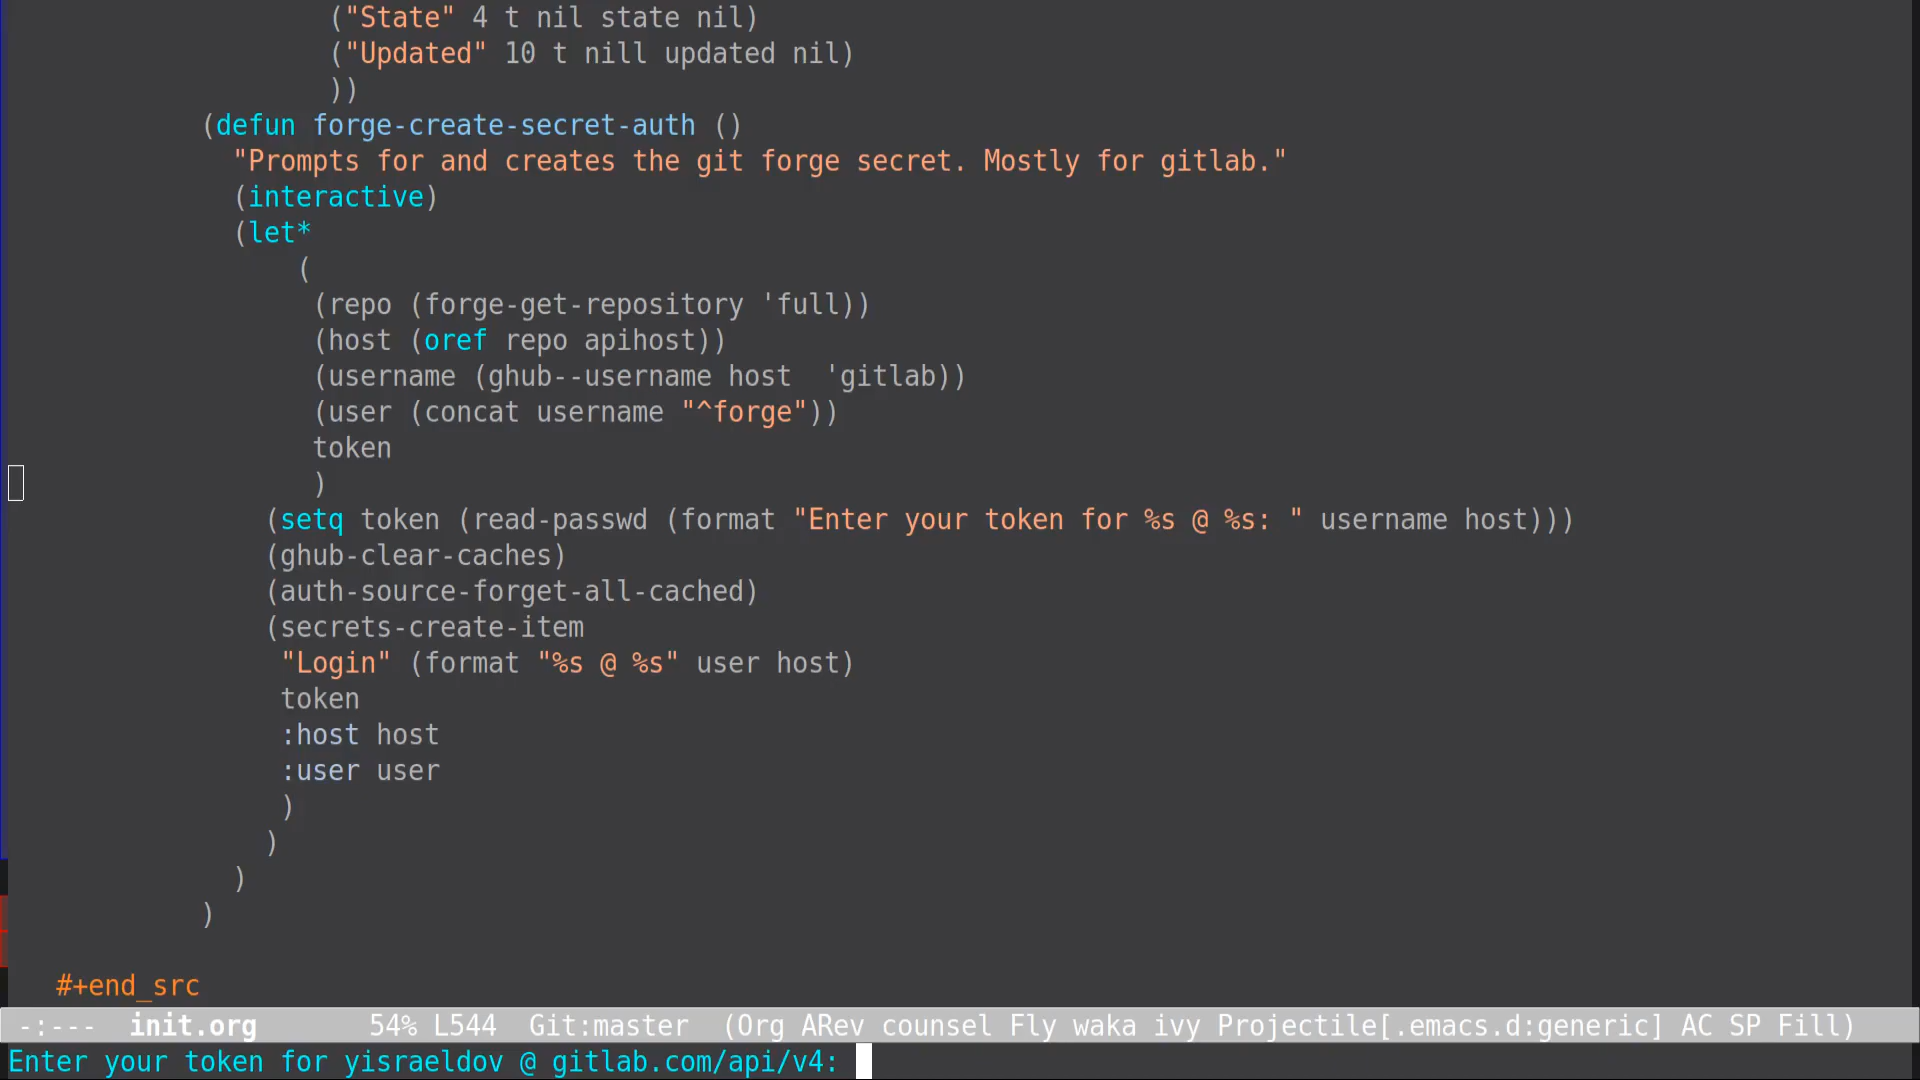 ("State" 4 t nil state nil)
("Updated" 10 t nill updated nil)
))
(defun forge-create-secret-auth ()
"Prompts for and creates the git forge secret. Mostly for gitlab."
(interactive)
(let*
(
(repo (forge-get-repository 'full))
(host (oref repo apihost))
(username (ghub--username host  'gitlab))
(user (concat username "^forge"))
token
)
(setq token (read-passwd (format "Enter your token for %s @ %s: " username host)))
(ghub-clear-caches)
(auth-source-forget-all-cached)
(secrets-create-item
"Login" (format "%s @ %s" user host)
token
:host host
:user user
)
)
)
)
#+end_src
-:---  init.org       54% L544  Git:master  (Org ARev counsel Fly waka ivy Projectile[.emacs.d:generic] AC SP Fill)
Enter your token for yisraeldov @ gitlab.com/api/v4: